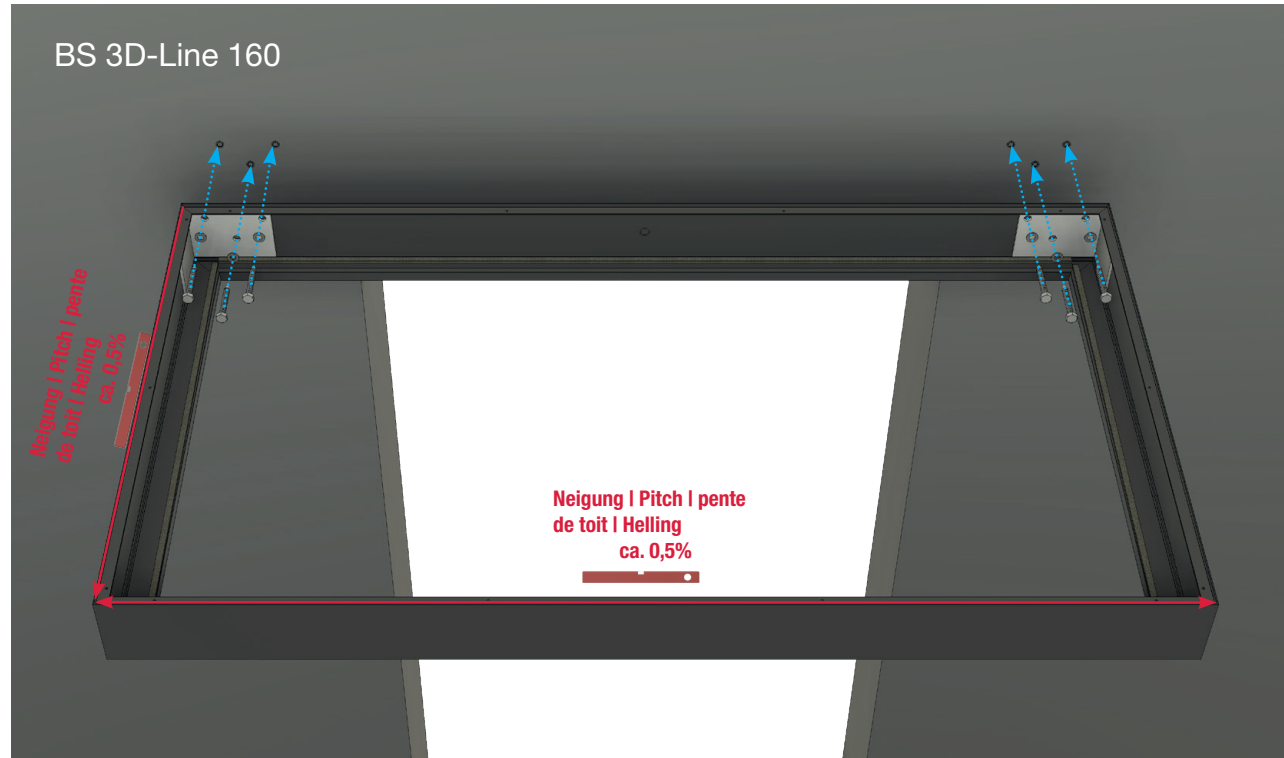 BS 3D-Line 160
Neigung I Pitch I pente
de toit I Helling
ca. 0,5%
Neigung I Pitch I pente
de toit I Helling
ca. 0,5%